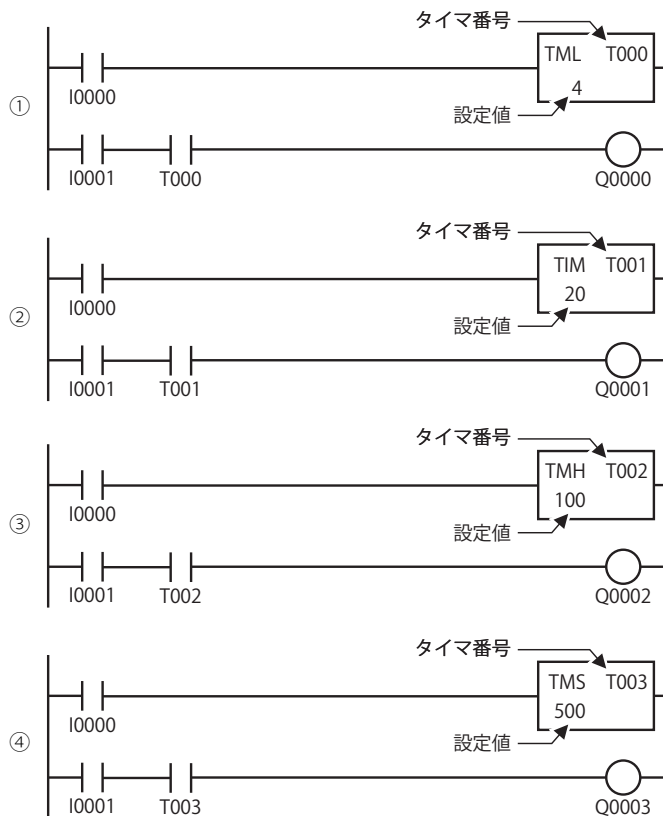 ①
タイマ番号
TML T000
4
設定値
I0000
I0001 T000 Q0000
②
タイマ番号
TIM T001
20
設定値
I0000
I0001 T001 Q0001
③
タイマ番号
TMH T002
100
設定値
I0000
I0001 T002 Q0002
④
タイマ番号
TMS T003
500
設定値
I0000
I0001 T003 Q0003